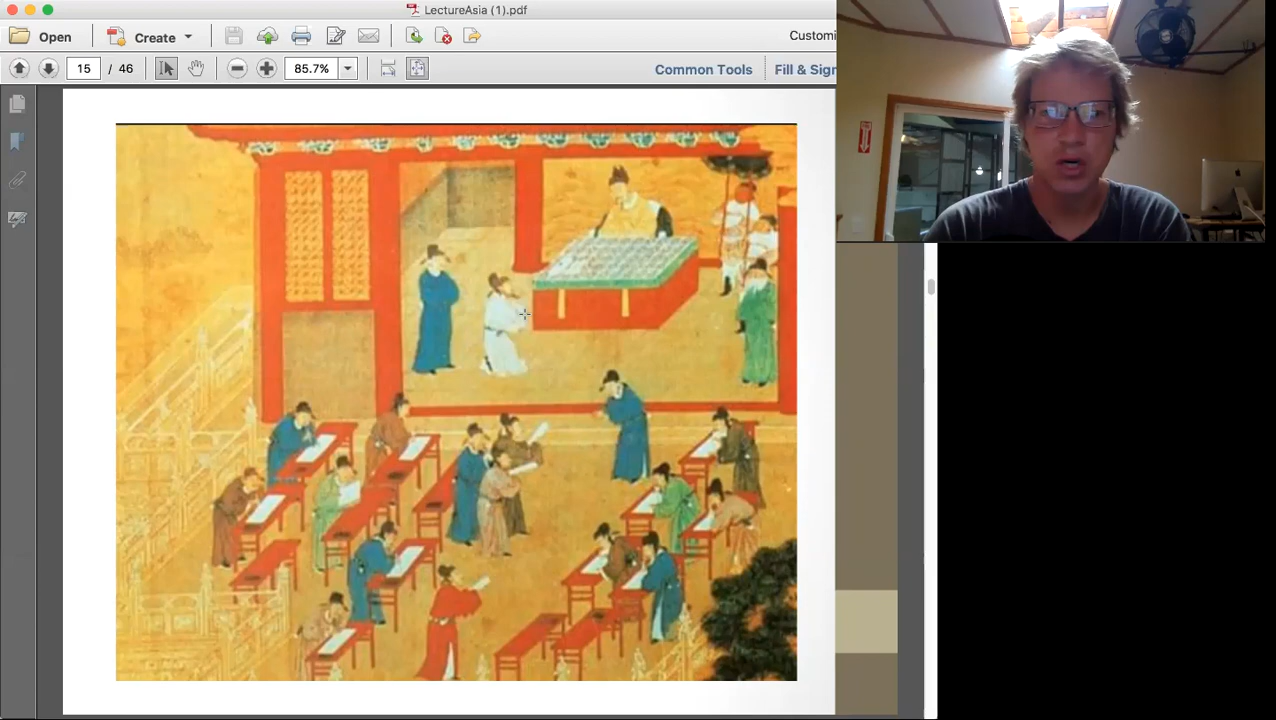 LectureAsia (1).pdf
Open
Create
Customi
15 / 46
85.7%
Common Tools
Fill & Sign